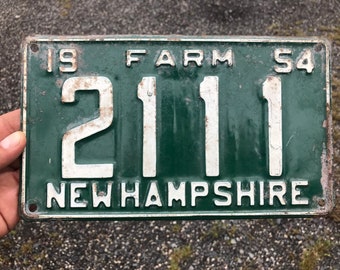 19 FARM 54
2111
NEW HAMPSHIRE